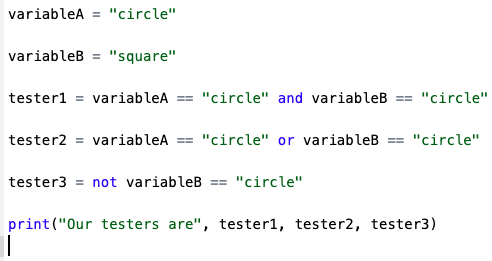 variableA = "circle"
variableB = "square"
tester1 = variableA == "circle" and variableB == "circle"
tester2 = variableA == "circle" or variableB == "circle"
tester3 = not variableB == "circle"
print("Our testers are", tester1, tester2, tester3)